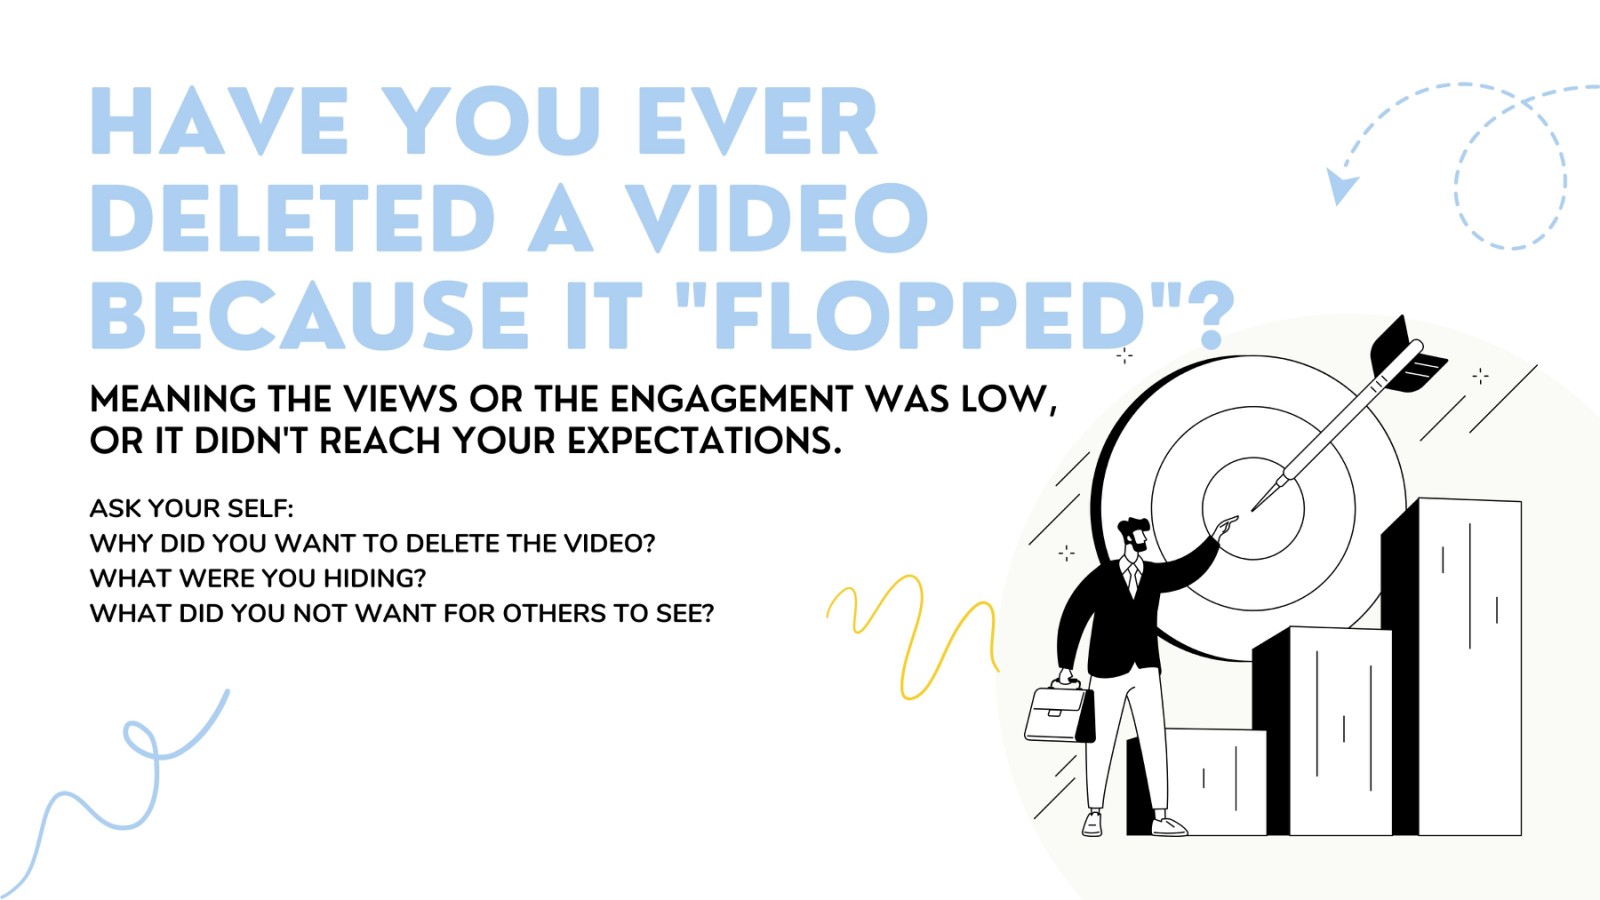 HAVE YOU EVER
DELETED A VIDEO
BECAUSE IT "FLOPPED"?
MEANING THE VIEWS OR THE ENGAGEMENT WAS LOW,
OR IT DIDN'T REACH YOUR EXPECTATIONS.
ASK YOUR SELF:
WHY DID YOU WANT TO DELETE THE VIDEO?
WHAT WERE YOU HIDING?
WHAT DID YOU NOT WANT FOR OTHERS TO SEE?